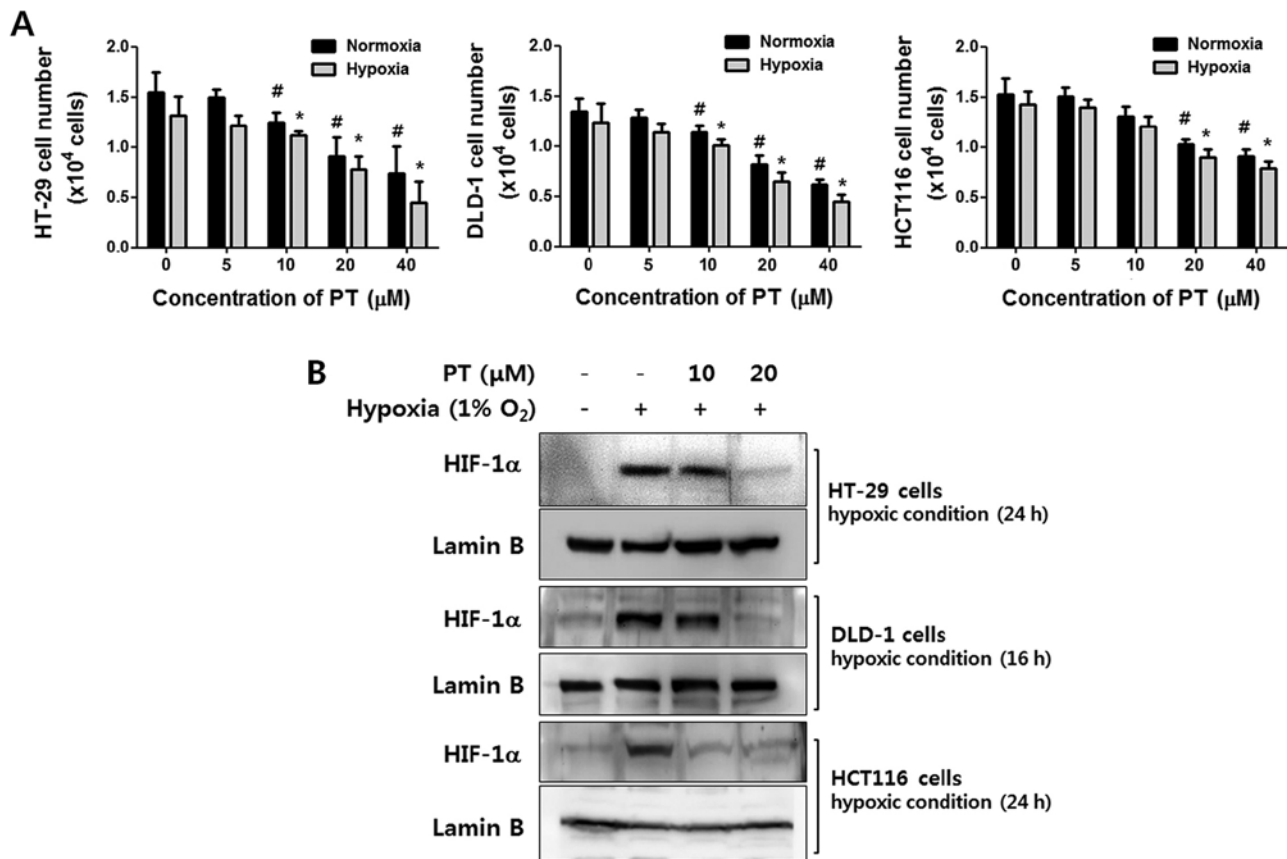 A
HT-29 cell number
(x10⁴ cells)
2.0
1.5
1.0
0.5
0.0
Normoxia
Hypoxia
#
*
#
*
#
*
0 5 10 20 40
Concentration of PT (μM)
DLD-1 cell number
(x10⁴ cells)
2.0
1.5
1.0
0.5
0.0
Normoxia
Hypoxia
#
*
#
*
#
*
0 5 10 20 40
Concentration of PT (μM)
HCT116 cell number
(x10⁴ cells)
2.0
1.5
1.0
0.5
0.0
Normoxia
Hypoxia
#
*
#
*
0 5 10 20 40
Concentration of PT (μM)
B
PT (μM) - - 10 20
Hypoxia (1% O₂) - + + +
HIF-1α
Lamin B
HT-29 cells
hypoxic condition (24 h)
HIF-1α
Lamin B
DLD-1 cells
hypoxic condition (16 h)
HIF-1α
Lamin B
HCT116 cells
hypoxic condition (24 h)